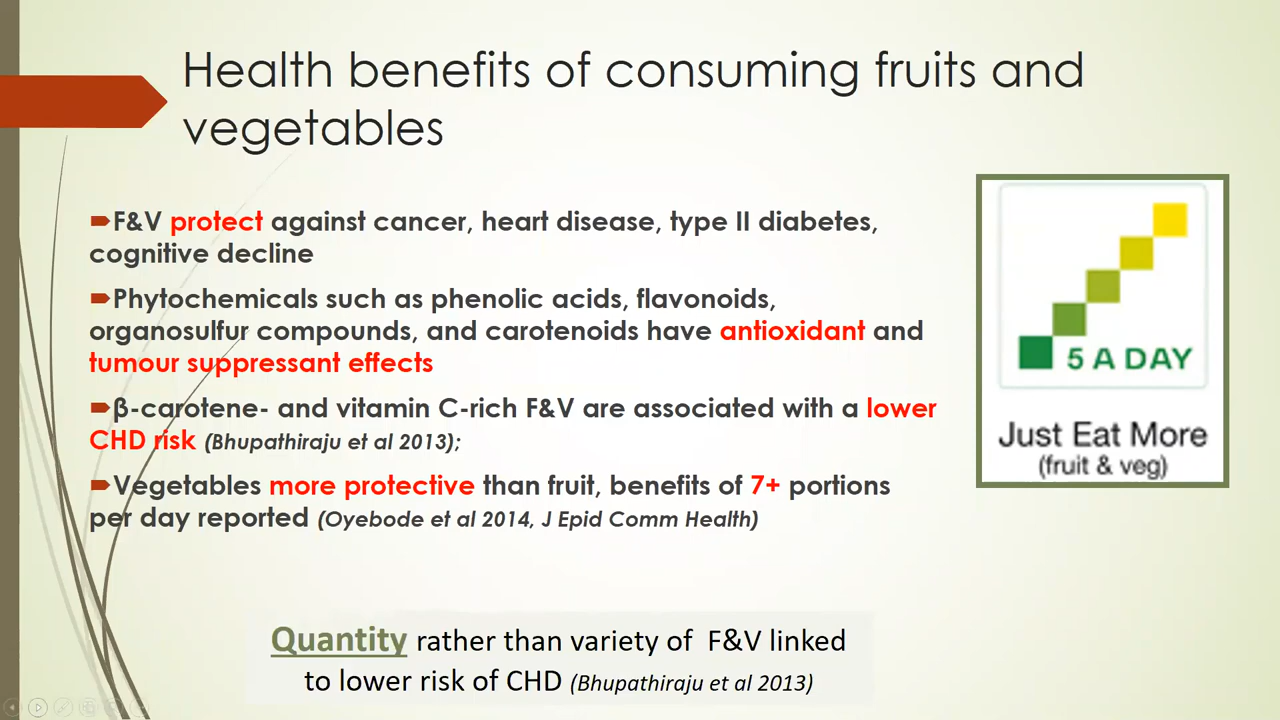 Health benefits of consuming fruits and
vegetables
F&V protect against cancer, heart disease, type II diabetes,
cognitive decline
Phytochemicals such as phenolic acids, flavonoids,
organosulfur compounds, and carotenoids have antioxidant and
tumour suppressant effects
β-carotene- and vitamin C-rich F&V are associated with a lower
CHD risk (Bhupathiraju et al 2013);
Vegetables more protective than fruit, benefits of 7+ portions
per day reported (Oyebode et al 2014, J Epid Comm Health)
5 A DAY
Just Eat More
(fruit & veg)
Quantity rather than variety of F&V linked
to lower risk of CHD (Bhupathiraju et al 2013)